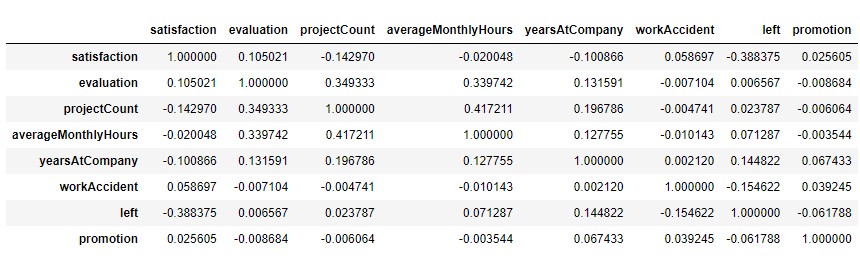 satisfaction evaluation projectCount averageMonthlyHours yearsAtCompany workAccident left promotion
satisfaction 1.000000 0.105021 -0.142970 -0.020048 -0.100866 0.058697 -0.388375 0.025605
evaluation 0.105021 1.000000 0.349333 0.339742 0.131591 -0.007104 0.006567 -0.008684
projectCount -0.142970 0.349333 1.000000 0.417211 0.196786 -0.004741 0.023787 -0.006064
averageMonthlyHours -0.020048 0.339742 0.417211 1.000000 0.127755 -0.010143 0.071287 -0.003544
yearsAtCompany -0.100866 0.131591 0.196786 0.127755 1.000000 0.002120 0.144822 0.067433
workAccident 0.058697 -0.007104 -0.004741 -0.010143 0.002120 1.000000 -0.154622 0.039245
left -0.388375 0.006567 0.023787 0.071287 0.144822 -0.154622 1.000000 -0.061788
promotion 0.025605 -0.008684 -0.006064 -0.003544 0.067433 0.039245 -0.061788 1.000000